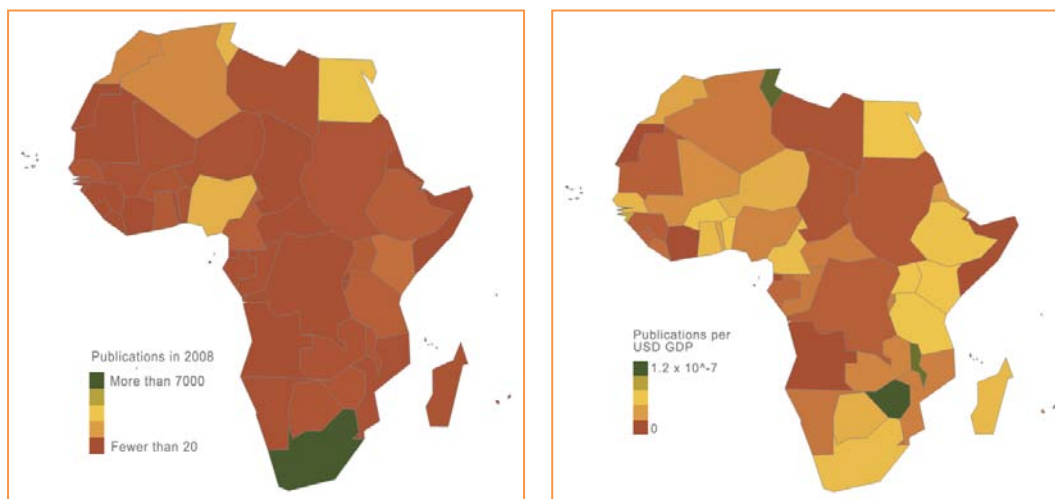 Publications in 2008
More than 7000
Fewer than 20
Publications per
USD GDP
1.2 x 10^-7
0